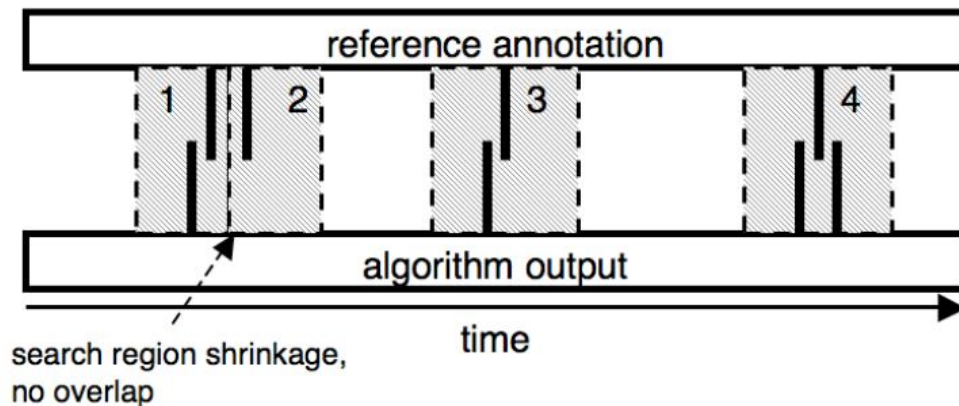 reference annotation
1 2 3 4
algorithm output
time
search region shrinkage,
no overlap